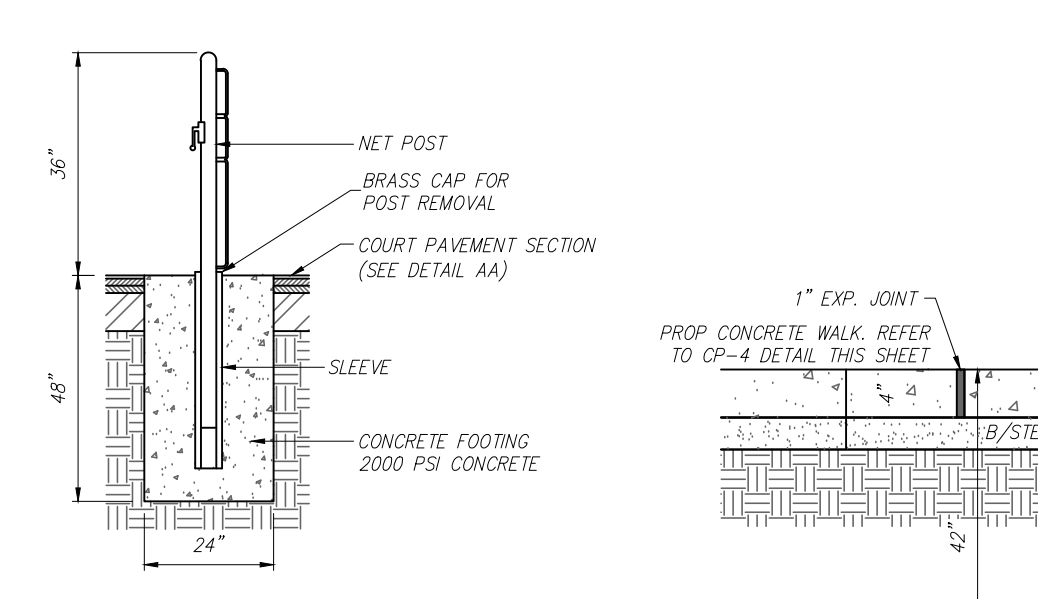 36"
NET POST
BRASS CAP FOR
POST REMOVAL
COURT PAVEMENT SECTION
(SEE DETAIL AA)
48"
SLEEVE
CONCRETE FOOTING
2000 PSI CONCRETE
24"
1" EXP. JOINT
PROP CONCRETE WALK. REFER
TO CP-4 DETAIL THIS SHEET
4"
B/STE
42"